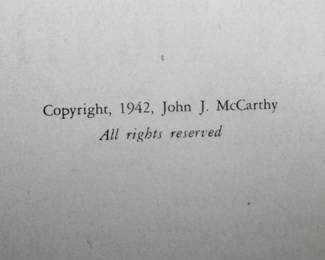 Copyright, 1942, John J. McCarthy
All rights reserved